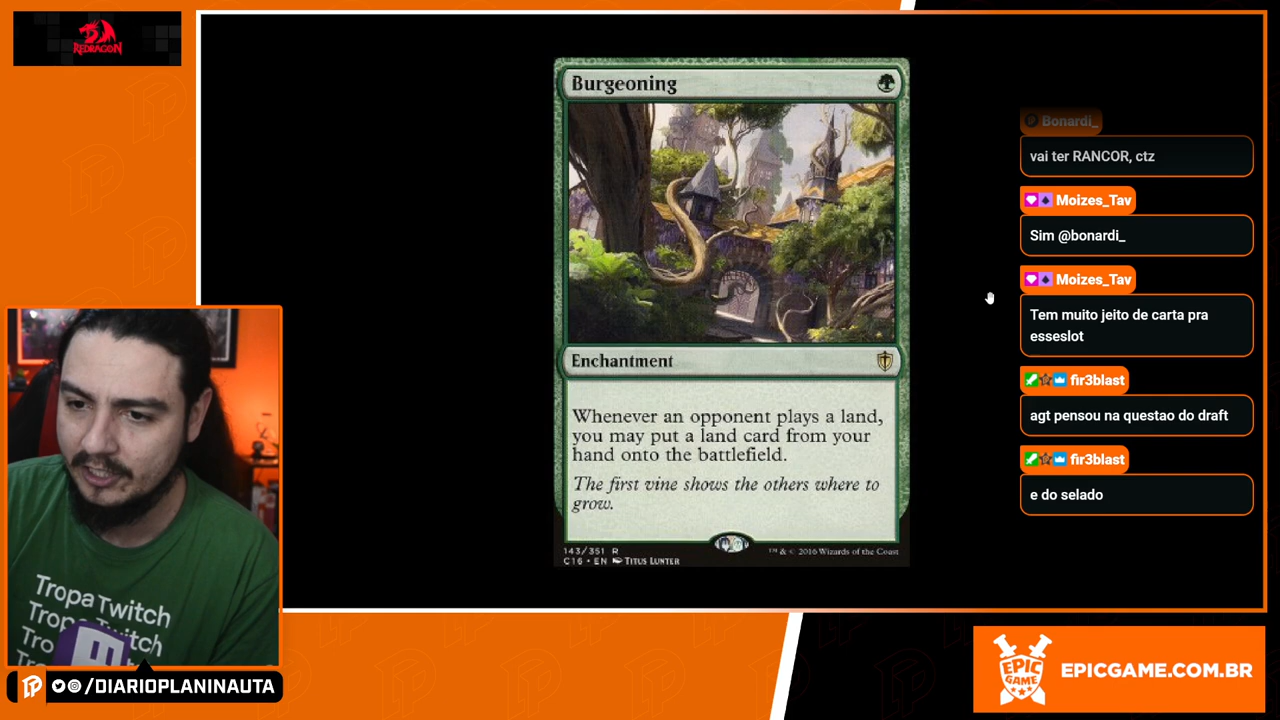 REDRAGON
Burgeoning
Enchantment
Whenever an opponent plays a land,
you may put a land card from your
hand onto the battlefield.
The first vine shows the others where to
grow.
143/351 R
C16 • EN TITUS LUNTER
™ & © 2016 Wizards of the Coast
Bonardi_
vai ter RANCOR, ctz
Moizes_Tav
Sim @bonardi_
Moizes_Tav
Tem muito jeito de carta pra
esseslot
fir3blast
agt pensou na questao do draft
fir3blast
e do selado
TropaTwitch
TropaTwitch
/DIARIOPLANINAUTA
EPIC
GAME
EPICGAME.COM.BR